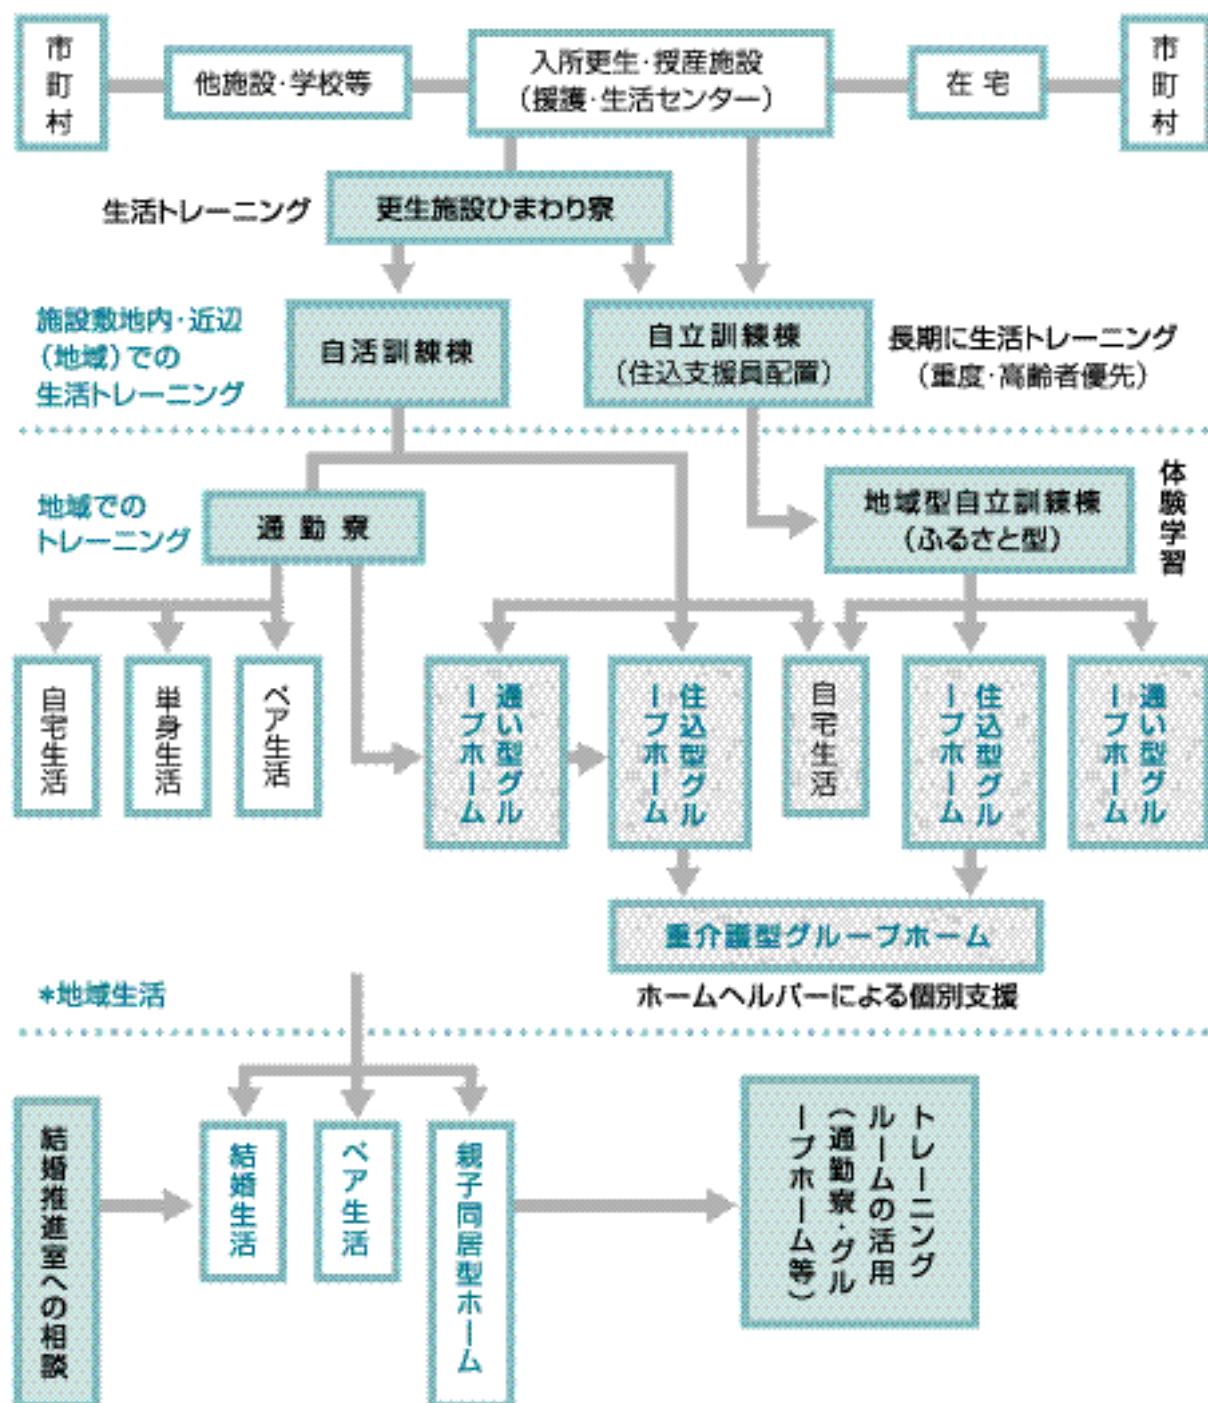 市町村
他施設・学校等
入所更生・授産施設
（援護・生活センター）
在宅
市町村
生活トレーニング
更生施設ひまわり寮
施設敷地内・近辺
（地域）での
生活トレーニング
自活訓練棟
自立訓練棟
（住込支援員配置）
長期に生活トレーニング
（重度・高齢者優先）
地域での
トレーニング
通勤寮
地域型自立訓練棟
（ふるさと型）
体験学習
自宅生活
単身生活
ペア生活
通い型グル
ープホーム
住込型グル
ープホーム
自宅生活
住込型グル
ープホーム
通い型グル
ープホーム
重介護型グループホーム
*地域生活
ホームヘルパーによる個別支援
結婚推進室への相談
結婚生活
ペア生活
親子同居型ホーム
トレーニング
ルームの活用
（通勤寮・グル
ープホーム等）